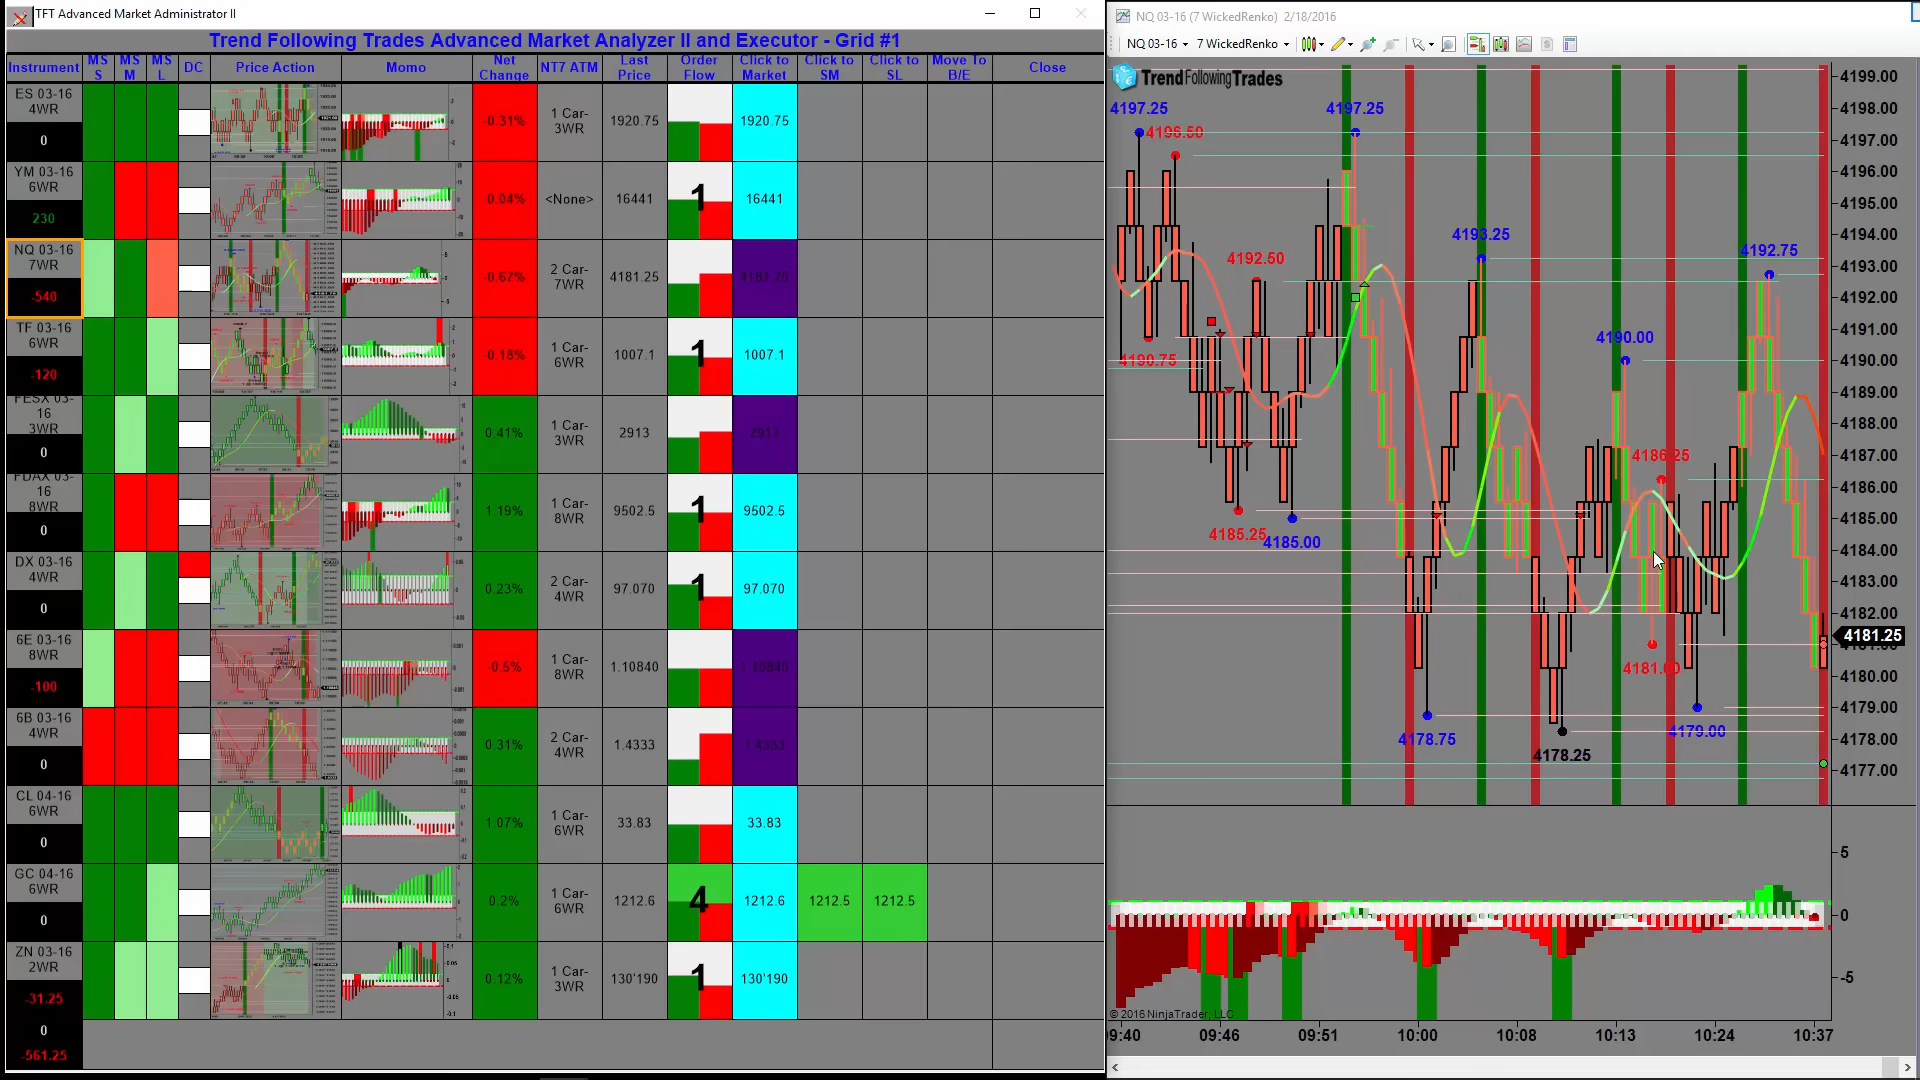 TFT Advanced Market Administrator II
Trend Following Trades Advanced Market Analyzer II and Executor - Grid #1
Instrument MS S MS M MS L DC Price Action Momo Net Change NT7 ATM Last Price Order Flow Click to Market Click to SM Click to SL Move To B/E Close
ES 03-16 4WR 0 -0.31% 1 Car-3WR 1920.75 1920.75
YM 03-16 6WR 230 -0.04% <None> 16441 1 16441
NQ 03-16 7WR -540 -0.67% 2 Car-7WR 4181.25
TF 03-16 6WR -120 -0.18% 1 Car-6WR 1007.1 1 1007.1
FESX 03-16 3WR 0 0.41% 1 Car-3WR 2913 2913
FDAX 03-16 8WR 0 1.19% 1 Car-8WR 9502.5 1 9502.5
DX 03-16 4WR 0 0.23% 2 Car-4WR 97.070 1 97.070
6E 03-16 8WR -100 -0.5% 1 Car-8WR 1.10840 1.10840
6B 03-16 4WR 0 0.31% 2 Car-4WR 1.4333 1.4333
CL 04-16 6WR 0 1.07% 1 Car-6WR 33.83 33.83
GC 04-16 6WR 0 0.2% 1 Car-6WR 1212.6 4 1212.6 1212.5 1212.5
ZN 03-16 2WR -31.25 0.12% 1 Car-3WR 130'190 1 130'190
0
-561.25
NQ 03-16 (7 WickedRenko) 2/18/2016
NQ 03-16 7 WickedRenko
TrendFollowingTrades
4197.25
4196.50
4197.25
4192.50
4193.25
4192.75
4190.75
4190.00
4186.25
4185.25
4185.00
4181.00
4178.75
4178.25
4179.00
4199.00
4198.00
4197.00
4196.00
4195.00
4194.00
4193.00
4192.00
4191.00
4190.00
4189.00
4188.00
4187.00
4186.00
4185.00
4184.00
4183.00
4182.00
4181.25
4181.00
4180.00
4179.00
4178.00
4177.00
5
0
-5
© 2016 NinjaTrader, LLC
09:40 09:46 09:51 10:00 10:08 10:13 10:24 10:37